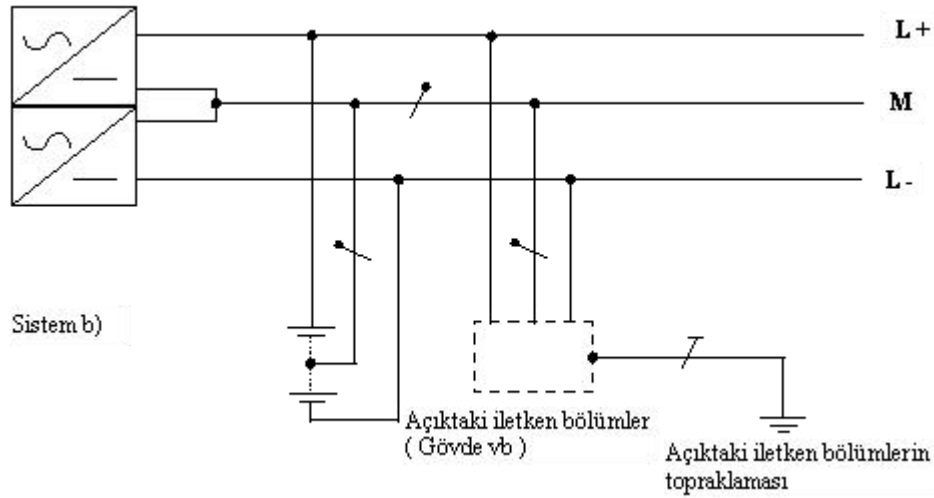 L+
M
L-
Sistem b)
Açıktaki iletken bölümler
( Gövde vb )
Açıktaki iletken bölümlerin
topraklaması